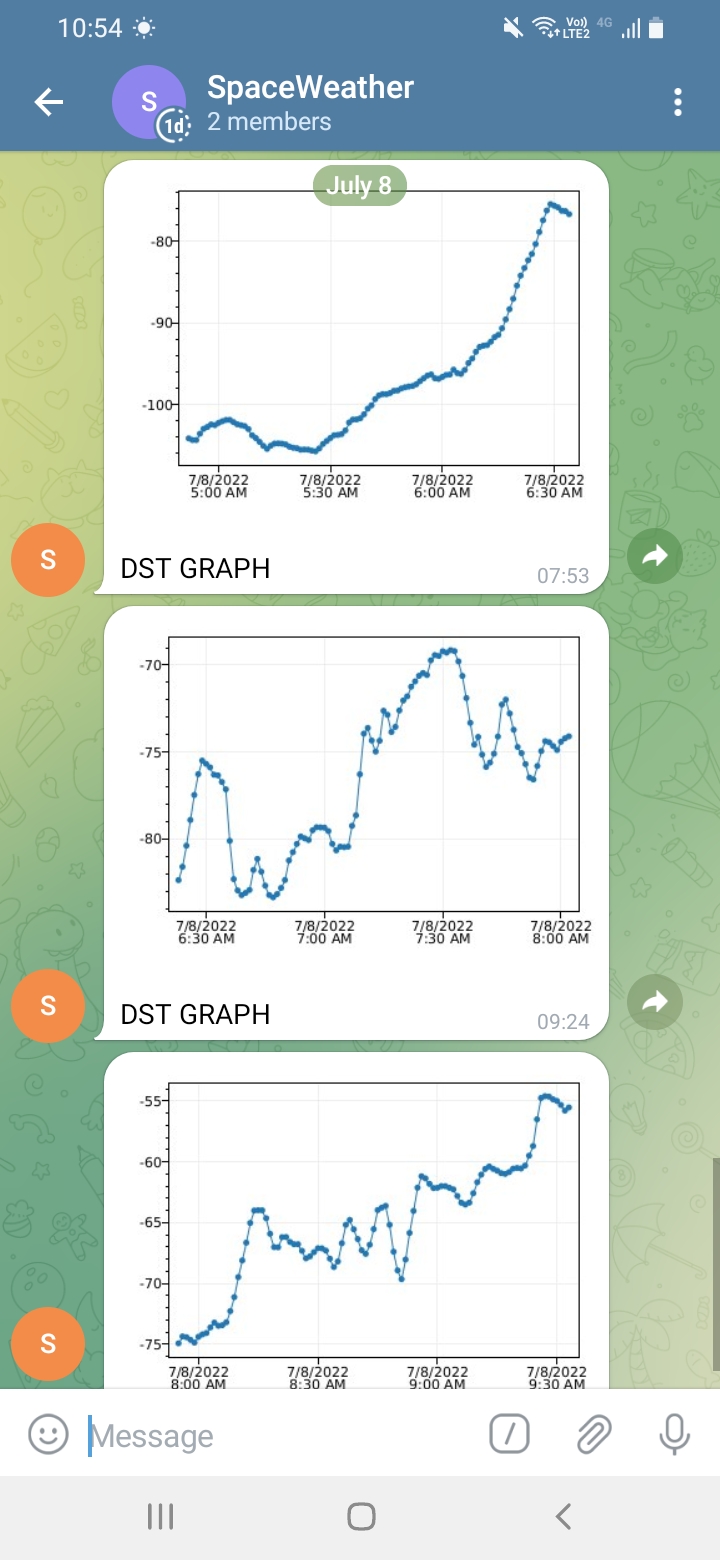 10:54
Vo)) LTE2 4G
S
1d
SpaceWeather
2 members
July 8
-80
-90
-100
7/8/2022 7/8/2022 7/8/2022 7/8/2022
5:00 AM 5:30 AM 6:00 AM 6:30 AM
S
DST GRAPH
07:53
-70
-75
-80
7/8/2022 7/8/2022 7/8/2022 7/8/2022
6:30 AM 7:00 AM 7:30 AM 8:00 AM
S
DST GRAPH
09:24
-55
-60
-65
-70
-75
S
7/8/2022 7/8/2022 7/8/2022 7/8/2022
8:00 AM 8:30 AM 9:00 AM 9:30 AM
Message